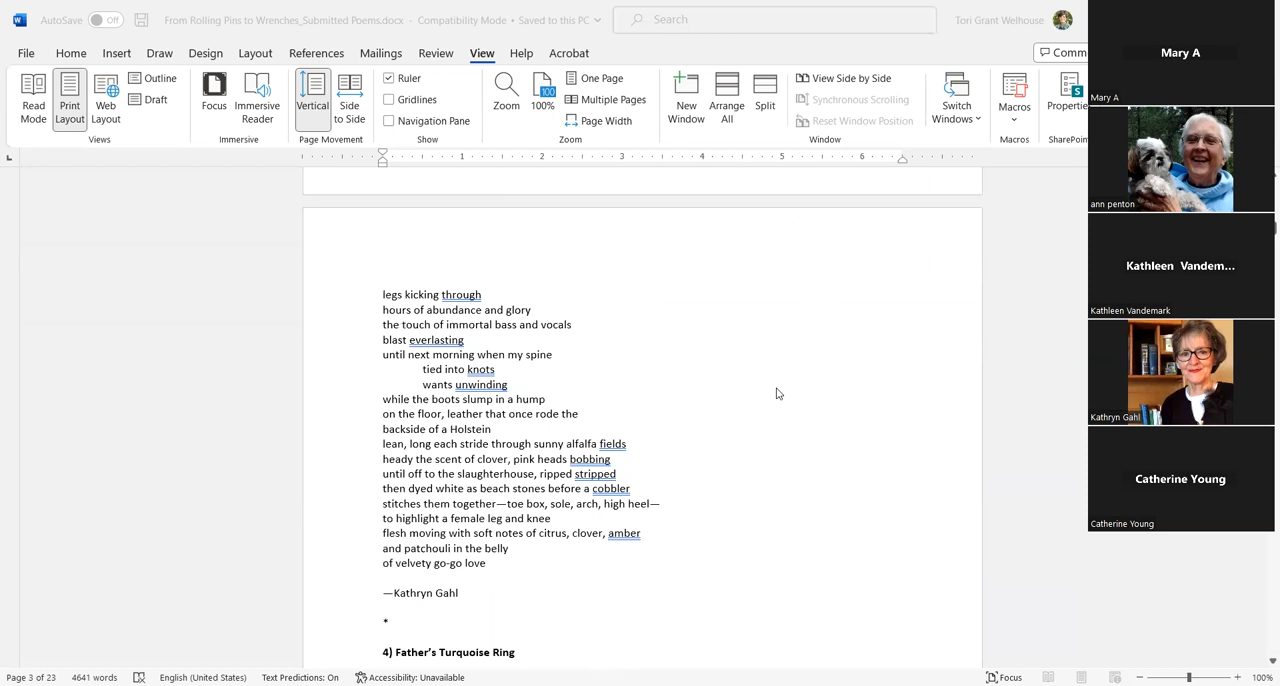 AutoSave Off From Rolling Pins to Wrenches_Submitted Poems.docx - Compatibility Mode • Saved to this PC Search Tori Grant Welhouse
File Home Insert Draw Design Layout References Mailings Review View Help Acrobat Comm
Read Mode
Print Layout
Web Layout
Outline
Draft
Views
Focus
Immersive Reader
Immersive
Vertical
Side to Side
Page Movement
Ruler
Gridlines
Navigation Pane
Show
Zoom
100
100%
One Page
Multiple Pages
Page Width
Zoom
New Window
Arrange All
Split
View Side by Side
Synchronous Scrolling
Reset Window Position
Window
Switch Windows
Macros
Macros
S
Propertie
SharePoin
1 2 3 4 5 6
legs kicking through
hours of abundance and glory
the touch of immortal bass and vocals
blast everlasting
until next morning when my spine
tied into knots
wants unwinding
while the boots slump in a hump
on the floor, leather that once rode the
backside of a Holstein
lean, long each stride through sunny alfalfa fields
heady the scent of clover, pink heads bobbing
until off to the slaughterhouse, ripped stripped
then dyed white as beach stones before a cobbler
stitches them together—toe box, sole, arch, high heel—
to highlight a female leg and knee
flesh moving with soft notes of citrus, clover, amber
and patchouli in the belly
of velvety go-go love
—Kathryn Gahl
*
4) Father’s Turquoise Ring
Mary A
Mary A
ann penton
Kathleen Vandem...
Kathleen Vandemark
Kathryn Gahl
Catherine Young
Catherine Young
Page 3 of 23 4641 words English (United States) Text Predictions: On Accessibility: Unavailable Focus 100%